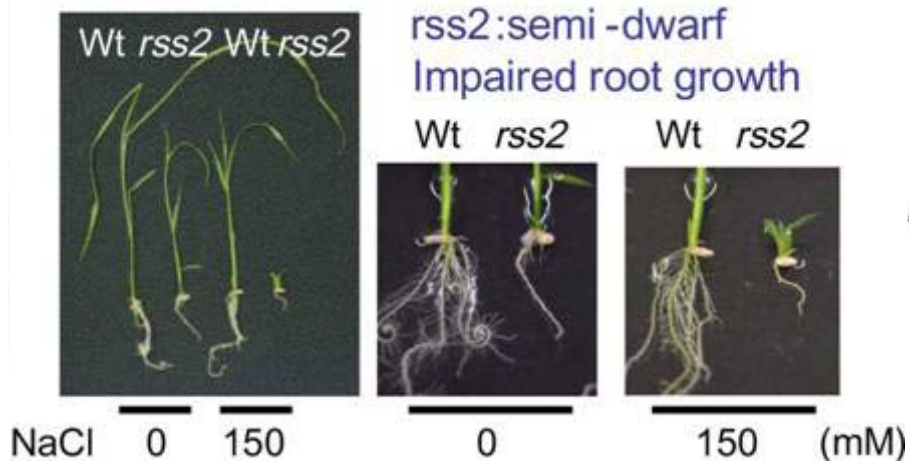 Wt rss2 Wt rss2
rss2:semi-dwarf
Impaired root growth
Wt rss2 Wt rss2
NaCl 0 150 0 150 (mM)